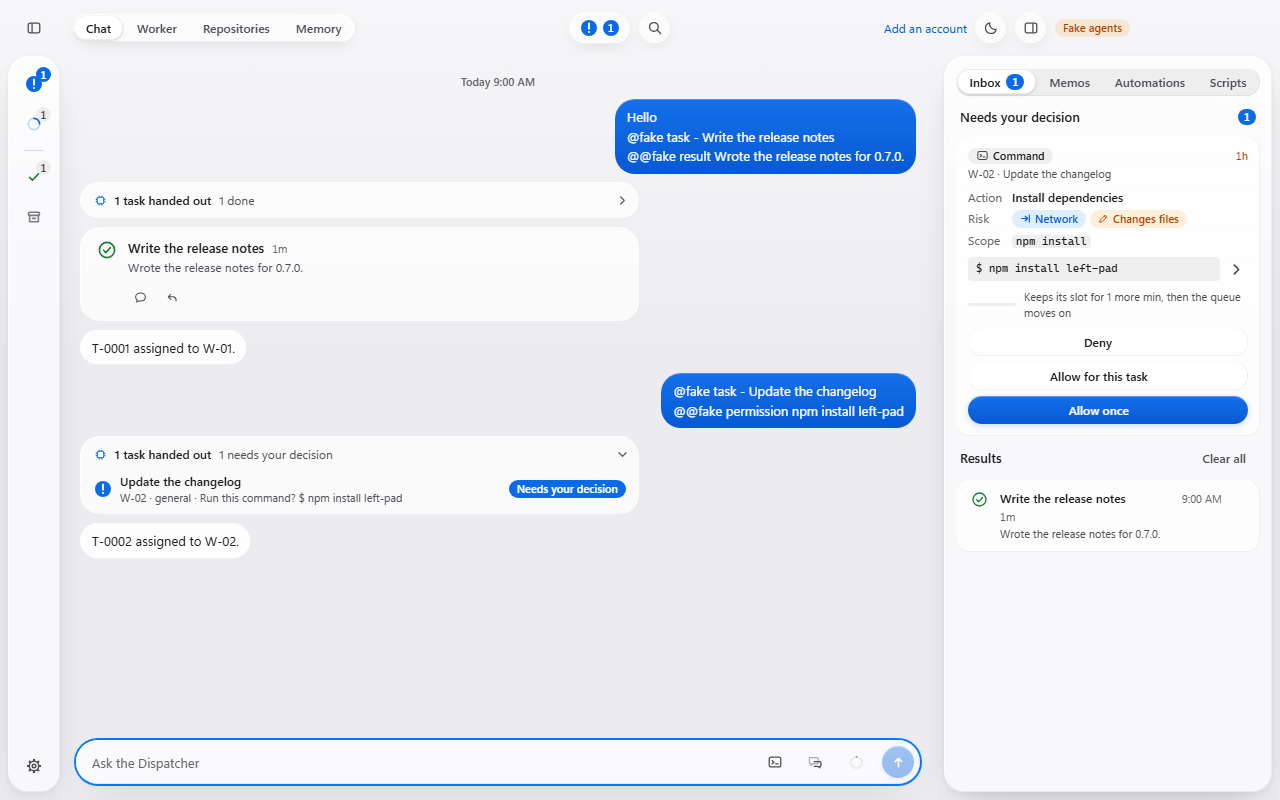 Chat
Worker
Repositories
Memory
! 1
Add an account
Fake agents
1
1
1
Today 9:00 AM
Hello
@fake task - Write the release notes
@@fake result Wrote the release notes for 0.7.0.
1 task handed out 1 done
Write the release notes 1m
Wrote the release notes for 0.7.0.
T-0001 assigned to W-01.
@fake task - Update the changelog
@@fake permission npm install left-pad
1 task handed out 1 needs your decision
Update the changelog
W-02 · general · Run this command? $ npm install left-pad
Needs your decision
T-0002 assigned to W-02.
Ask the Dispatcher
Inbox 1
Memos
Automations
Scripts
Needs your decision 1
Command 1h
W-02 · Update the changelog
Action Install dependencies
Risk Network Changes files
Scope npm install
$ npm install left-pad
Keeps its slot for 1 more min, then the queue
moves on
Deny
Allow for this task
Allow once
Results Clear all
Write the release notes 9:00 AM
1m
Wrote the release notes for 0.7.0.